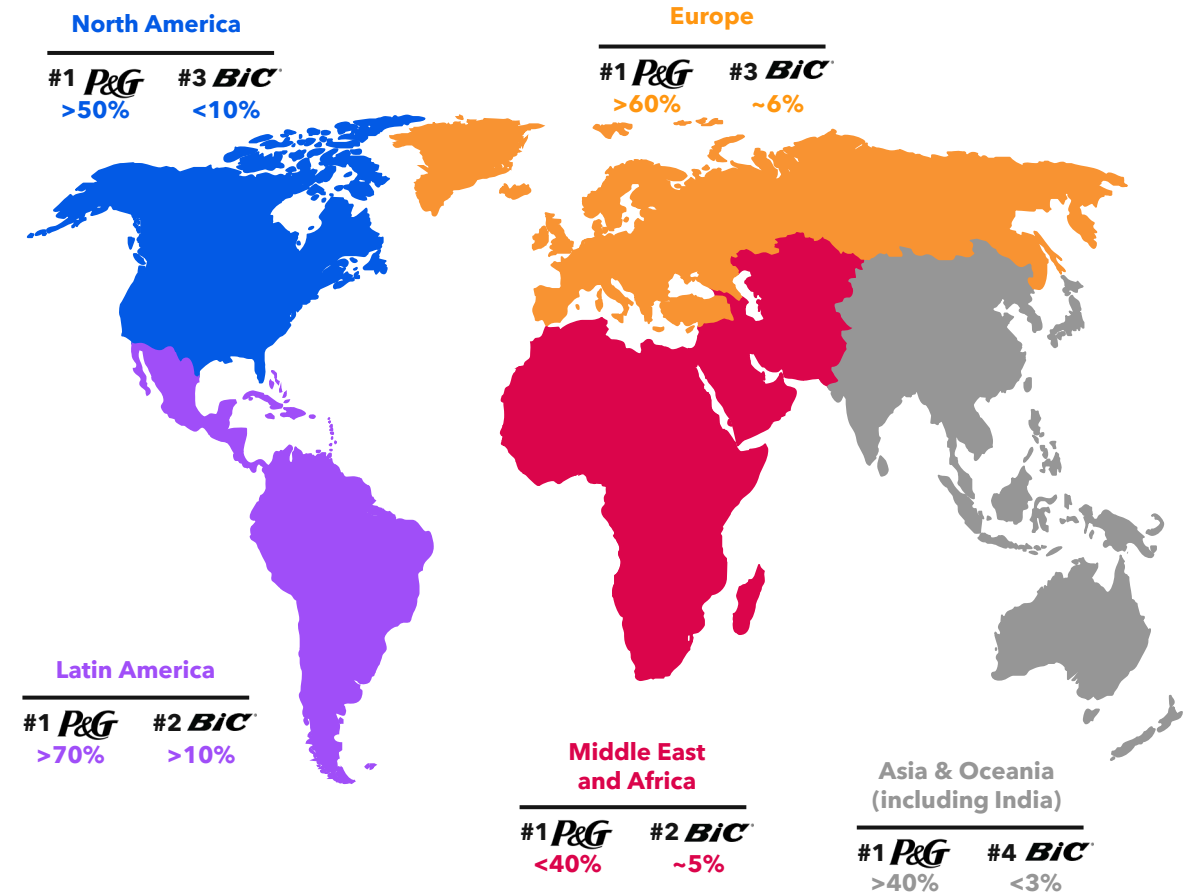 North America
#1 P&G #3 BiC®
>50% <10%
Europe
#1 P&G #3 BiC®
>60% ~6%
Latin America
#1 P&G #2 BiC®
>70% >10%
Middle East
and Africa
#1 P&G #2 BiC®
<40% ~5%
Asia & Oceania
(including India)
#1 P&G #4 BiC®
>40% <3%